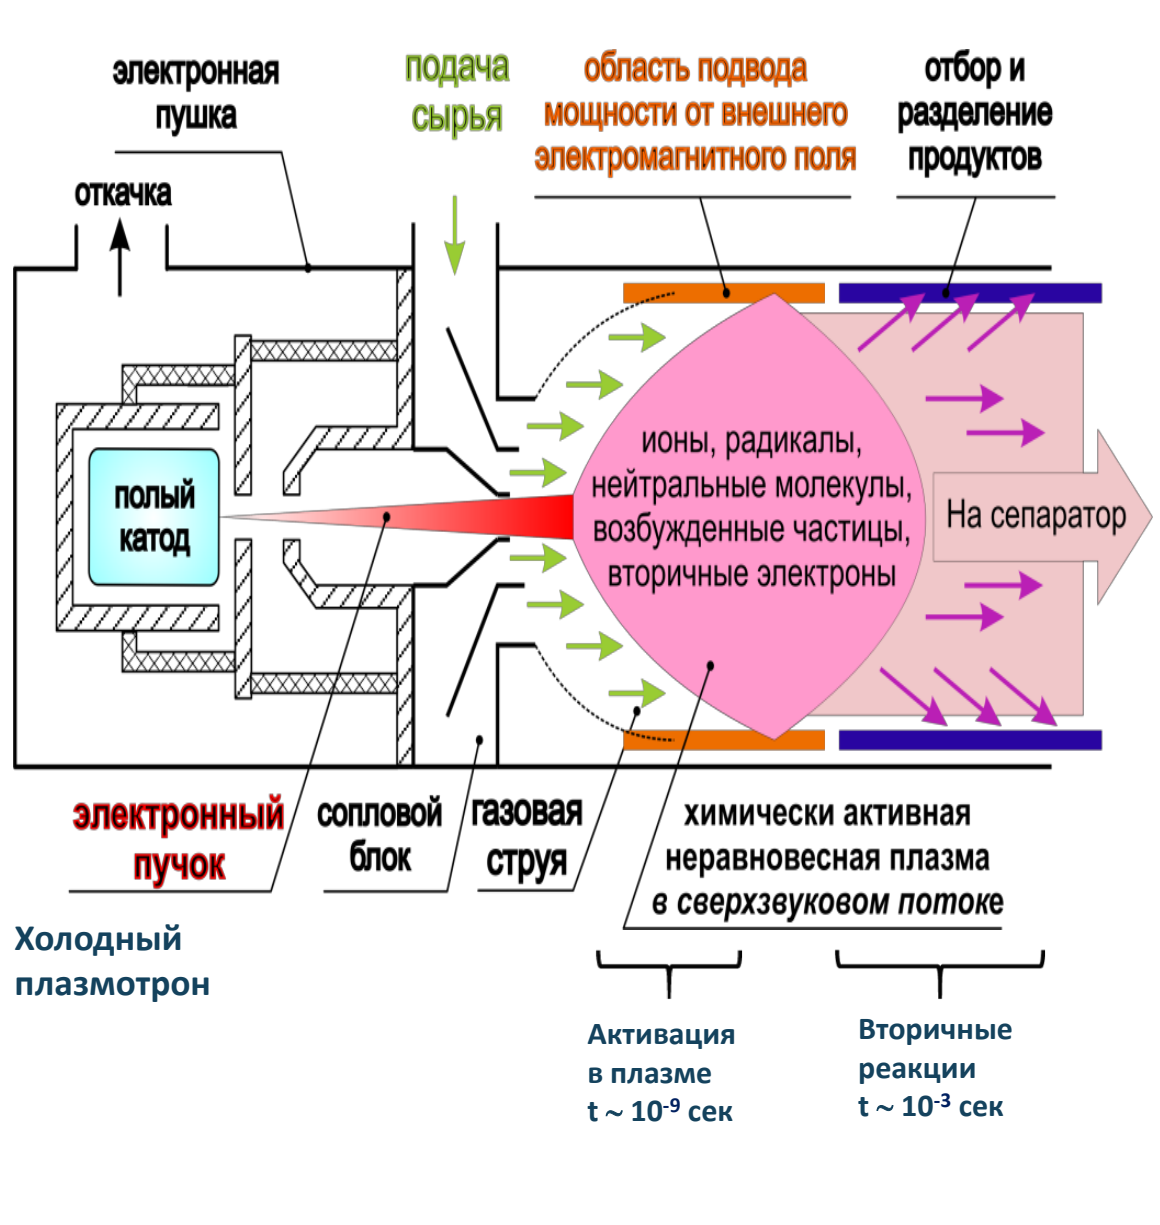 электронная
пушка
откачка
подача
сырья
область подвода
мощности от внешнего
электромагнитного поля
отбор и
разделение
продуктов
полый
катод
ионы, радикалы,
нейтральные молекулы,
возбужденные частицы,
вторичные электроны
На сепаратор
электронный
пучок
сопловой
блок
газовая
струя
химически активная
неравновесная плазма
в сверхзвуковом потоке
Холодный
плазмотрон
Активация
в плазме
t ~ 10⁻⁹ сек
Вторичные
реакции
t ~ 10⁻³ сек